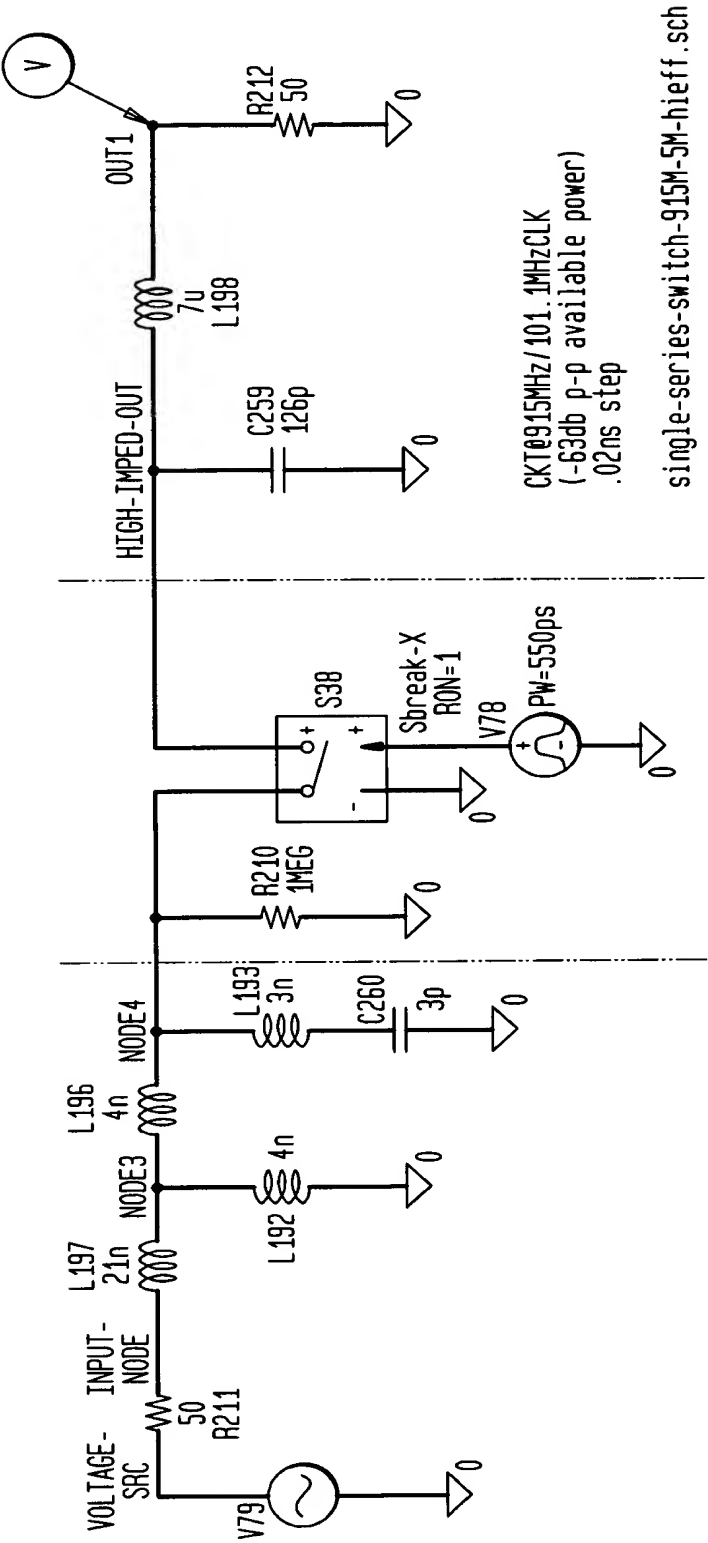 VOLTAGE-
SRC
V79
0
50
R211
INPUT-
NODE
L197
21n
NODE3
L192
4n
0
L196
4n
NODE4
L193
3n
C260
3p
0
R210
1MEG
0
S38
+
+
-
0
Sbreak-X
RON=1
V78
+
-
PW=550ps
0
HIGH-IMPED-OUT
C259
126p
0
7u
L198
OUT1
V
R212
50
0
CKT@915MHz/101.1MHzCLK
(-63db p-p available power)
.02ns step
single-series-switch-915M-5M-hieff.sch